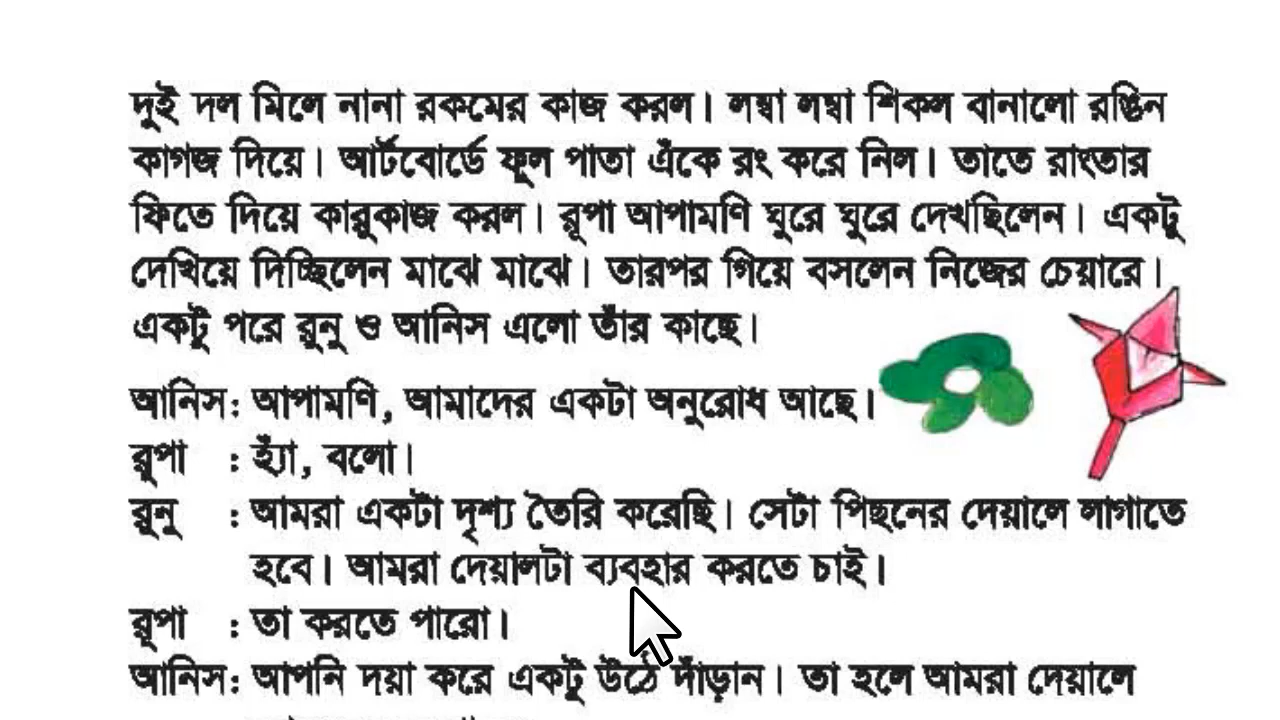 দুই দল মিলে নানা রকমের কাজ করল। লম্বা লম্বা শিকল বানালো রঙিন
কাগজ দিয়ে। আর্টবোর্ডে ফুল পাতা এঁকে রং করে নিল। তাতে রাংতার
ফিতে দিয়ে কারুকাজ করল। রূপা আপামণি ঘুরে ঘুরে দেখছিলেন। একটু
দেখিয়ে দিচ্ছিলেন মাঝে মাঝে। তারপর গিয়ে বসলেন নিজের চেয়ারে।
একটু পরে রুনু ও আনিস এলো তাঁর কাছে।
আনিস: আপামণি, আমাদের একটা অনুরোধ আছে।
রূপা : হ্যাঁ, বলো।
রুনু : আমরা একটা দৃশ্য তৈরি করেছি। সেটা পিছনের দেয়ালে লাগাতে
হবে। আমরা দেয়ালটা ব্যবহার করতে চাই।
রূপা : তা করতে পারো।
আনিস: আপনি দয়া করে একটু উঠে দাঁড়ান। তা হলে আমরা দেয়ালে